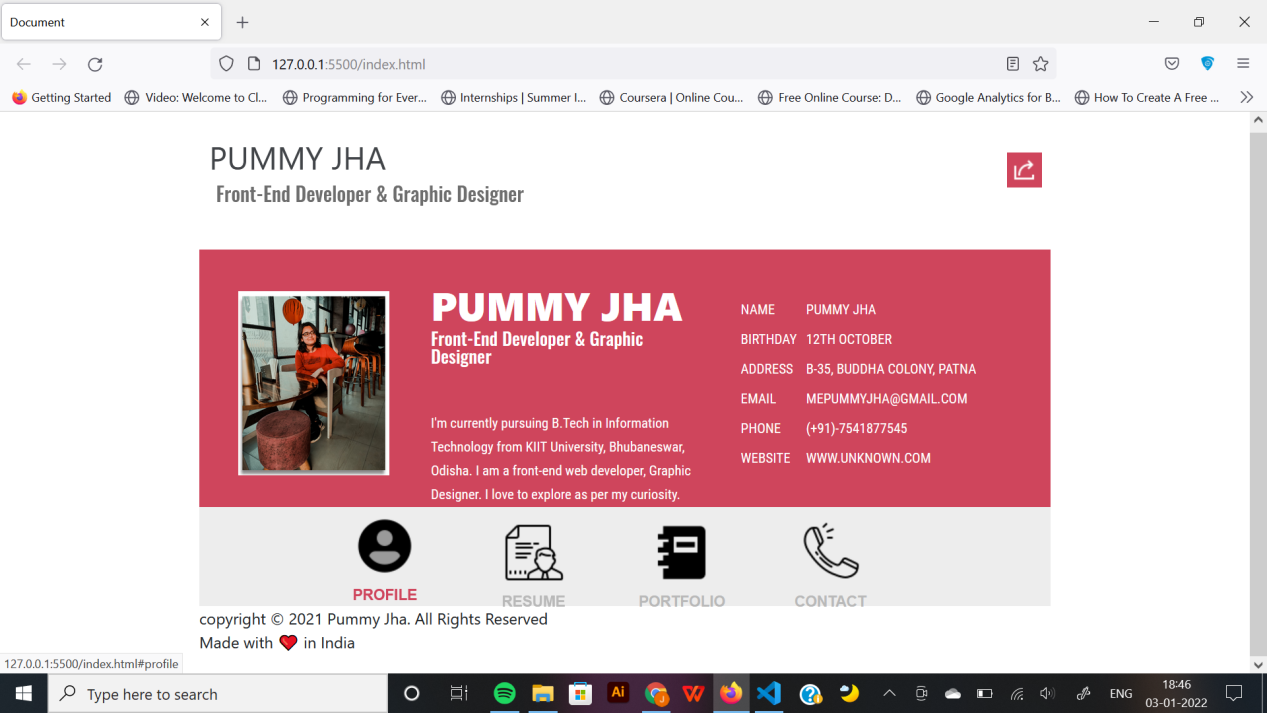 Document
127.0.0.1:5500/index.html
Getting Started
Video: Welcome to Cl...
Programming for Ever...
Internships | Summer I...
Coursera | Online Cou...
Free Online Course: D...
Google Analytics for B...
How To Create A Free ...
PUMMY JHA
Front-End Developer & Graphic Designer
PUMMY JHA
Front-End Developer & Graphic
Designer
I'm currently pursuing B.Tech in Information
Technology from KIIT University, Bhubaneswar,
Odisha. I am a front-end web developer, Graphic
Designer. I love to explore as per my curiosity.
NAME PUMMY JHA
BIRTHDAY 12TH OCTOBER
ADDRESS B-35, BUDDHA COLONY, PATNA
EMAIL MEPUMMYJHA@GMAIL.COM
PHONE (+91)-7541877545
WEBSITE WWW.UNKNOWN.COM
PROFILE
RESUME
PORTFOLIO
CONTACT
copyright © 2021 Pummy Jha. All Rights Reserved
Made with ❤ in India
127.0.0.1:5500/index.html#profile
Type here to search
Ai
ENG
18:46
03-01-2022